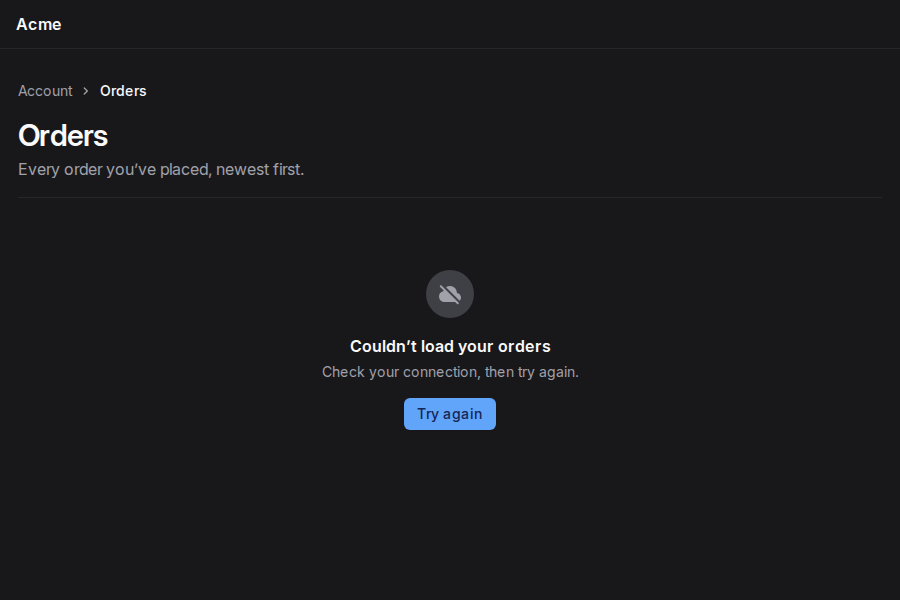 Acme
Account > Orders
Orders
Every order you’ve placed, newest first.
Couldn’t load your orders
Check your connection, then try again.
Try again